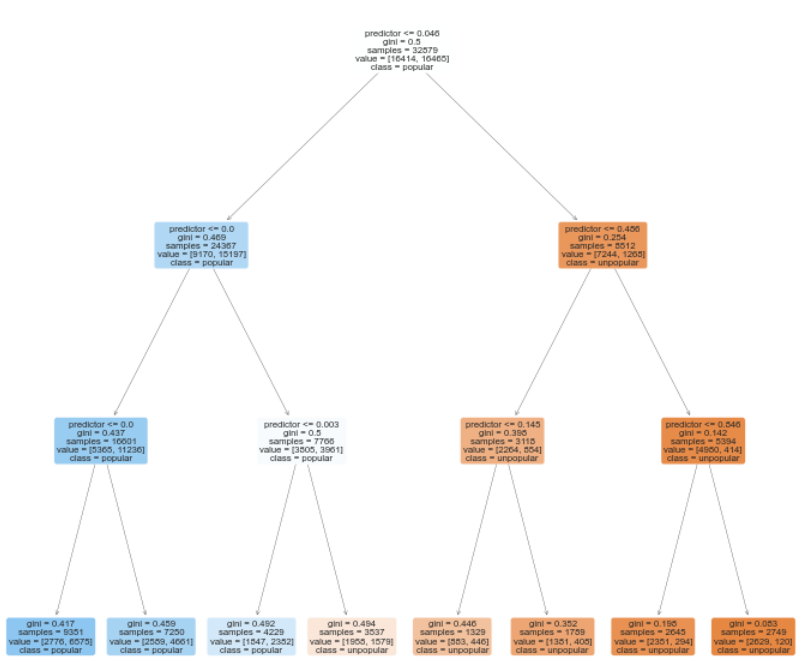 predictor <= 0.046
gini = 0.5
samples = 32879
value = [16414, 16465]
class = popular
predictor <= 0.0
gini = 0.469
samples = 24367
value = [9170, 15197]
class = popular
predictor <= 0.486
gini = 0.254
samples = 8512
value = [7244, 1268]
class = unpopular
predictor <= 0.0
gini = 0.437
samples = 16601
value = [5365, 11236]
class = popular
predictor <= 0.003
gini = 0.5
samples = 7766
value = [3805, 3961]
class = popular
predictor <= 0.145
gini = 0.398
samples = 3118
value = [2264, 854]
class = unpopular
predictor <= 0.846
gini = 0.142
samples = 5394
value = [4980, 414]
class = unpopular
gini = 0.417
samples = 9351
value = [2776, 6575]
class = popular
gini = 0.459
samples = 7250
value = [2589, 4661]
class = popular
gini = 0.492
samples = 4229
value = [1847, 2382]
class = popular
gini = 0.494
samples = 3537
value = [1958, 1579]
class = unpopular
gini = 0.446
samples = 1329
value = [883, 446]
class = unpopular
gini = 0.352
samples = 1789
value = [1381, 408]
class = unpopular
gini = 0.198
samples = 2645
value = [2351, 294]
class = unpopular
gini = 0.083
samples = 2749
value = [2629, 120]
class = unpopular